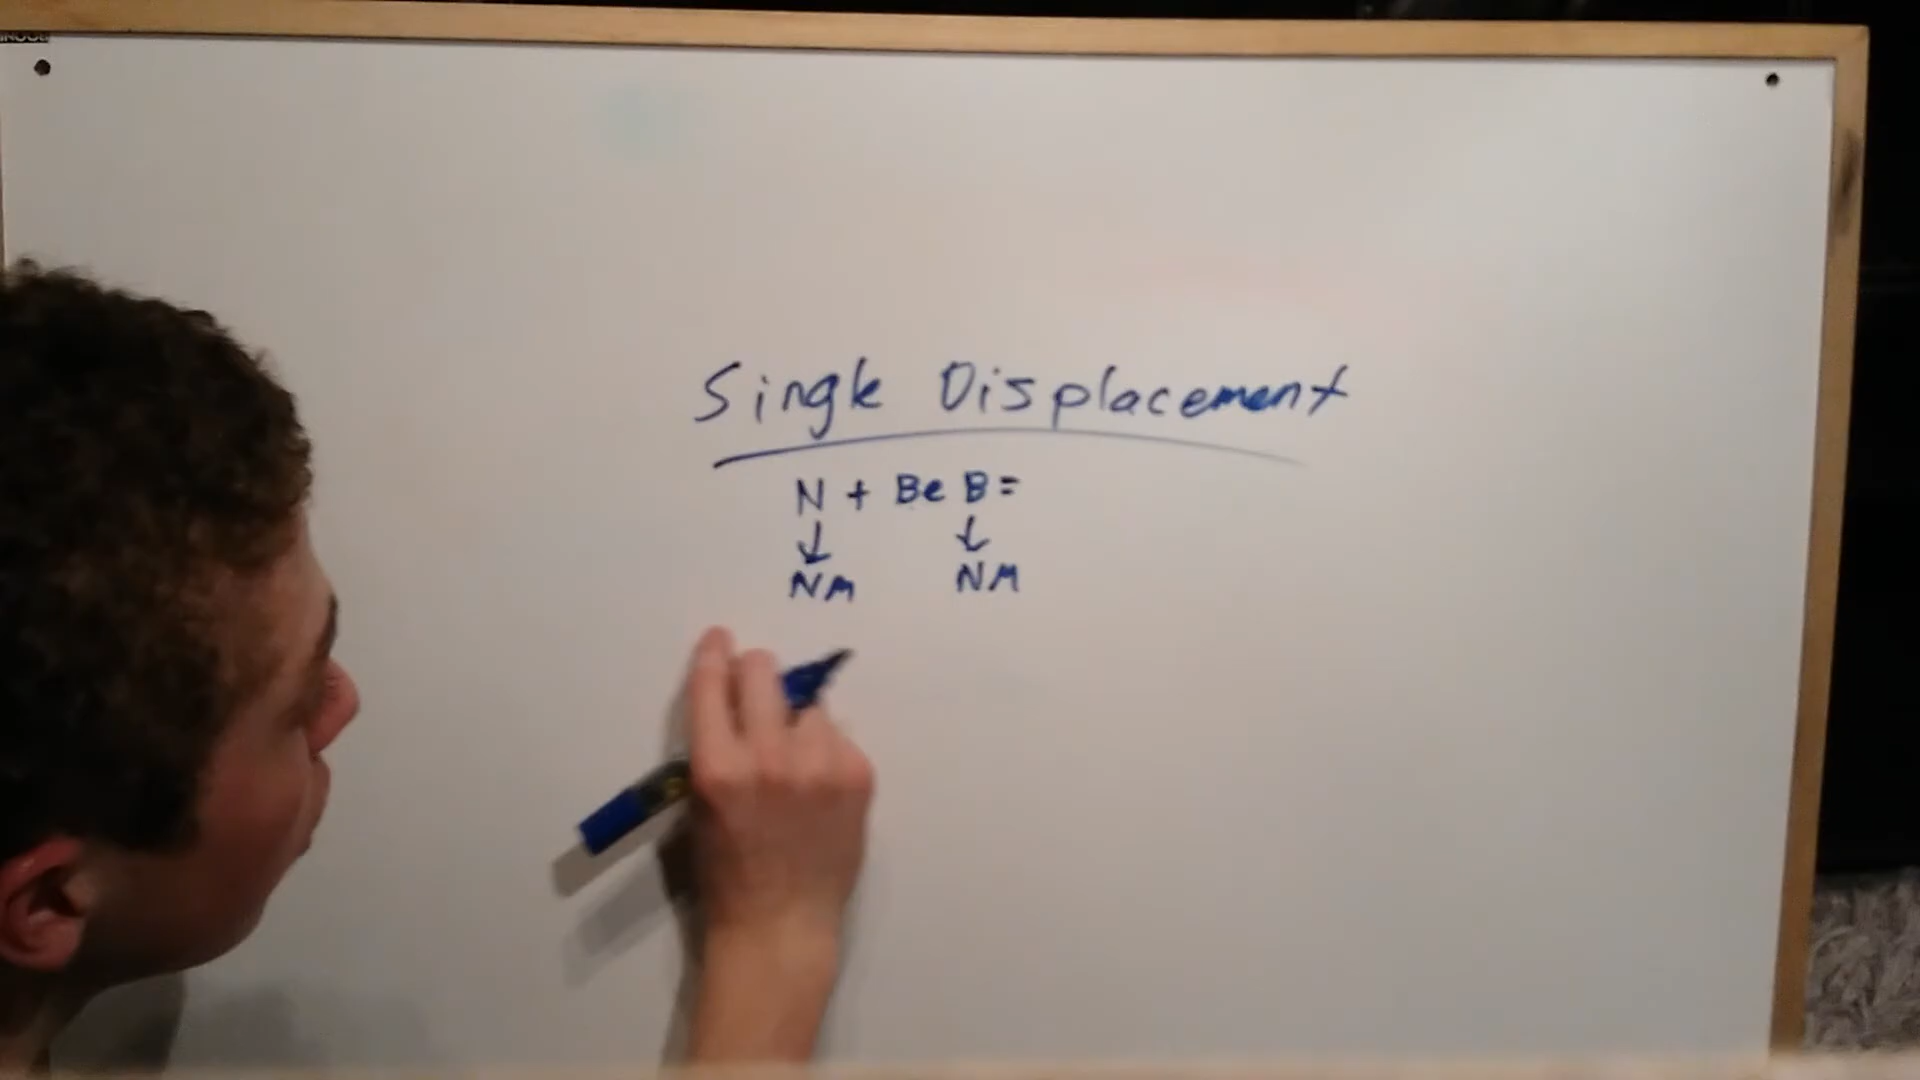 Single Displacement
N + Be B =
↓ ↓
NM NM